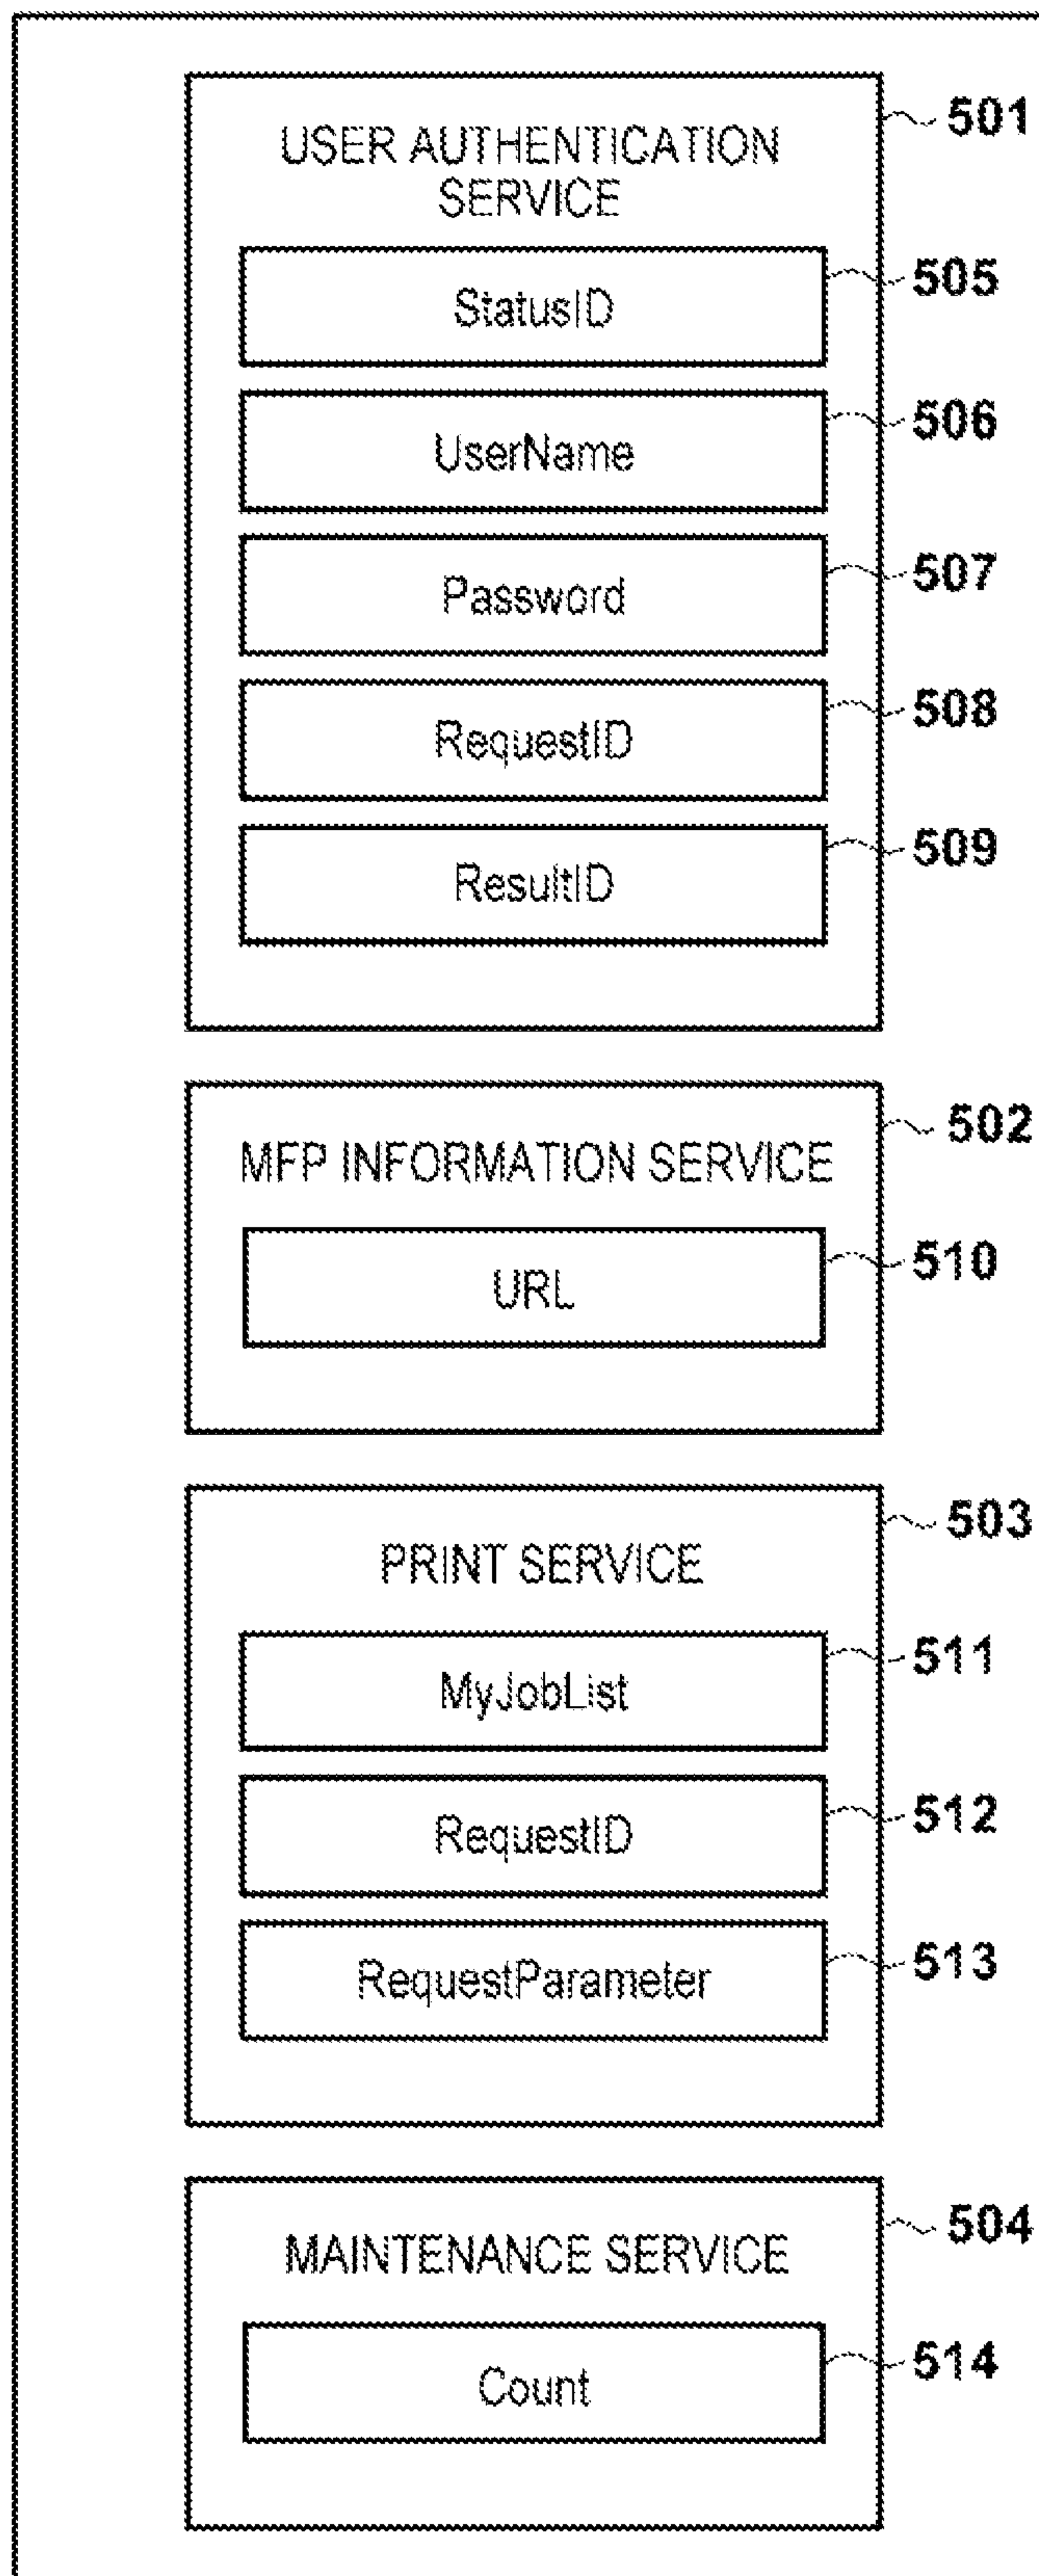 501
USER AUTHENTICATION
SERVICE
505
StatusID
506
UserName
507
Password
508
RequestID
509
ResultID
502
MFP INFORMATION SERVICE
510
URL
503
PRINT SERVICE
511
MyJobList
512
RequestID
513
RequestParameter
504
MAINTENANCE SERVICE
514
Count